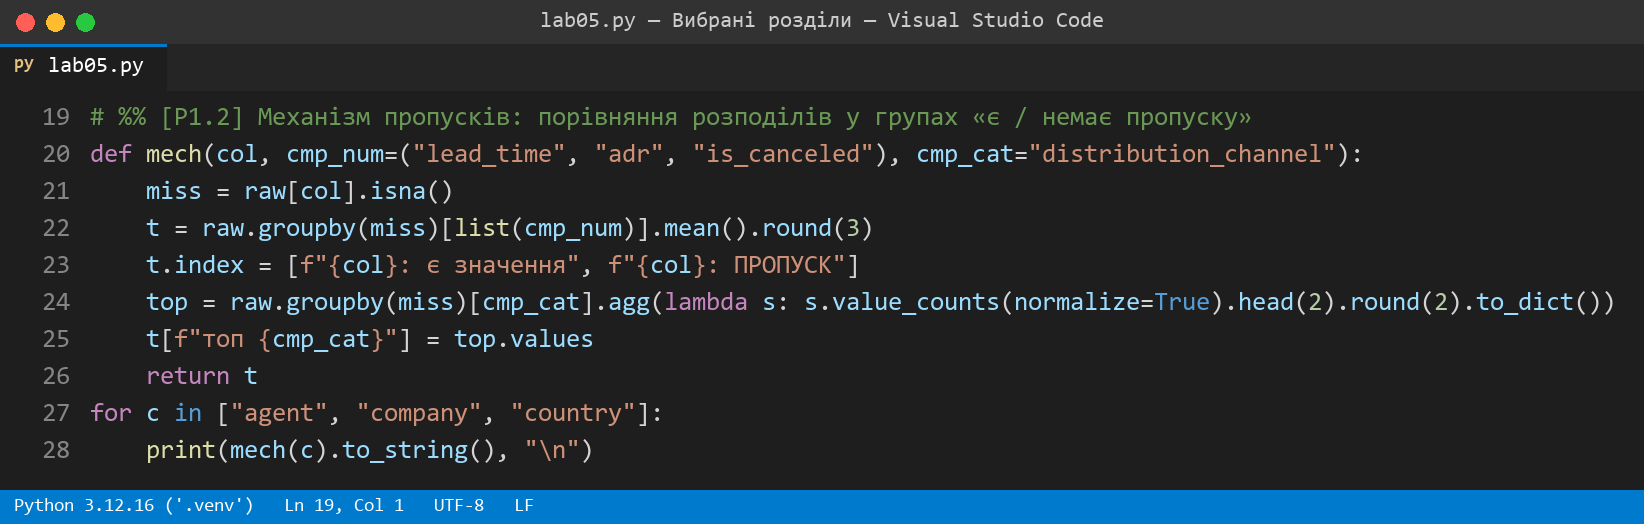 lab05.py — Вибрані розділи — Visual Studio Code
py lab05.py
19 # %% [P1.2] Механізм пропусків: порівняння розподілів у групах «є / немає пропуску»
20 def mech(col, cmp_num=("lead_time", "adr", "is_canceled"), cmp_cat="distribution_channel"):
21     miss = raw[col].isna()
22     t = raw.groupby(miss)[list(cmp_num)].mean().round(3)
23     t.index = [f"{col}: є значення", f"{col}: ПРОПУСК"]
24     top = raw.groupby(miss)[cmp_cat].agg(lambda s: s.value_counts(normalize=True).head(2).round(2).to_dict())
25     t[f"топ {cmp_cat}"] = top.values
26     return t
27 for c in ["agent", "company", "country"]:
28     print(mech(c).to_string(), "\n")
Python 3.12.16 ('.venv') Ln 19, Col 1 UTF-8 LF